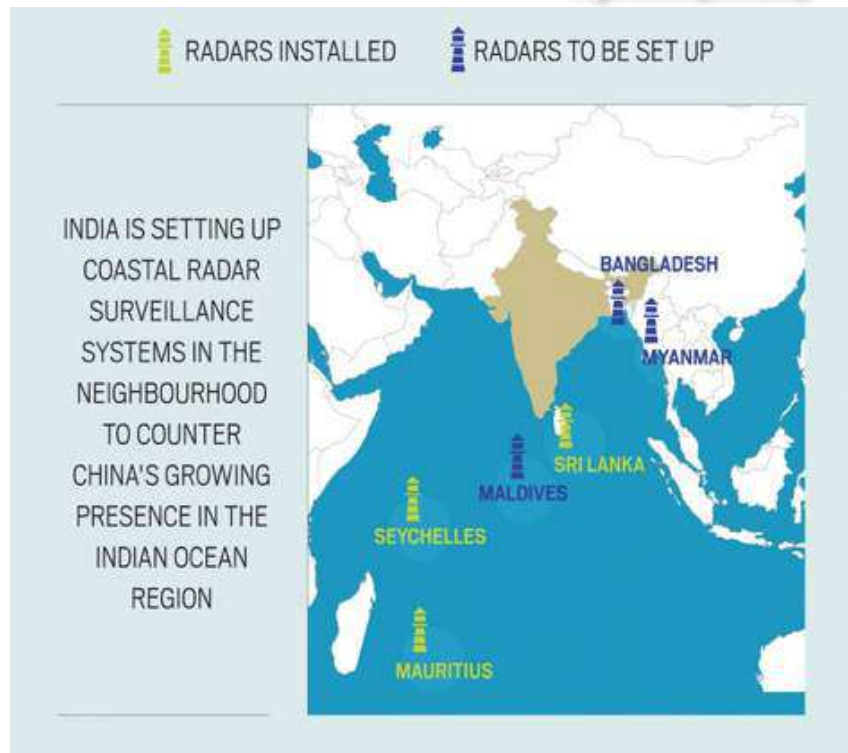 RADARS INSTALLED
RADARS TO BE SET UP
INDIA IS SETTING UP
COASTAL RADAR
SURVEILLANCE
SYSTEMS IN THE
NEIGHBOURHOOD
TO COUNTER
CHINA'S GROWING
PRESENCE IN THE
INDIAN OCEAN
REGION
BANGLADESH
MYANMAR
SRI LANKA
MALDIVES
SEYCHELLES
MAURITIUS